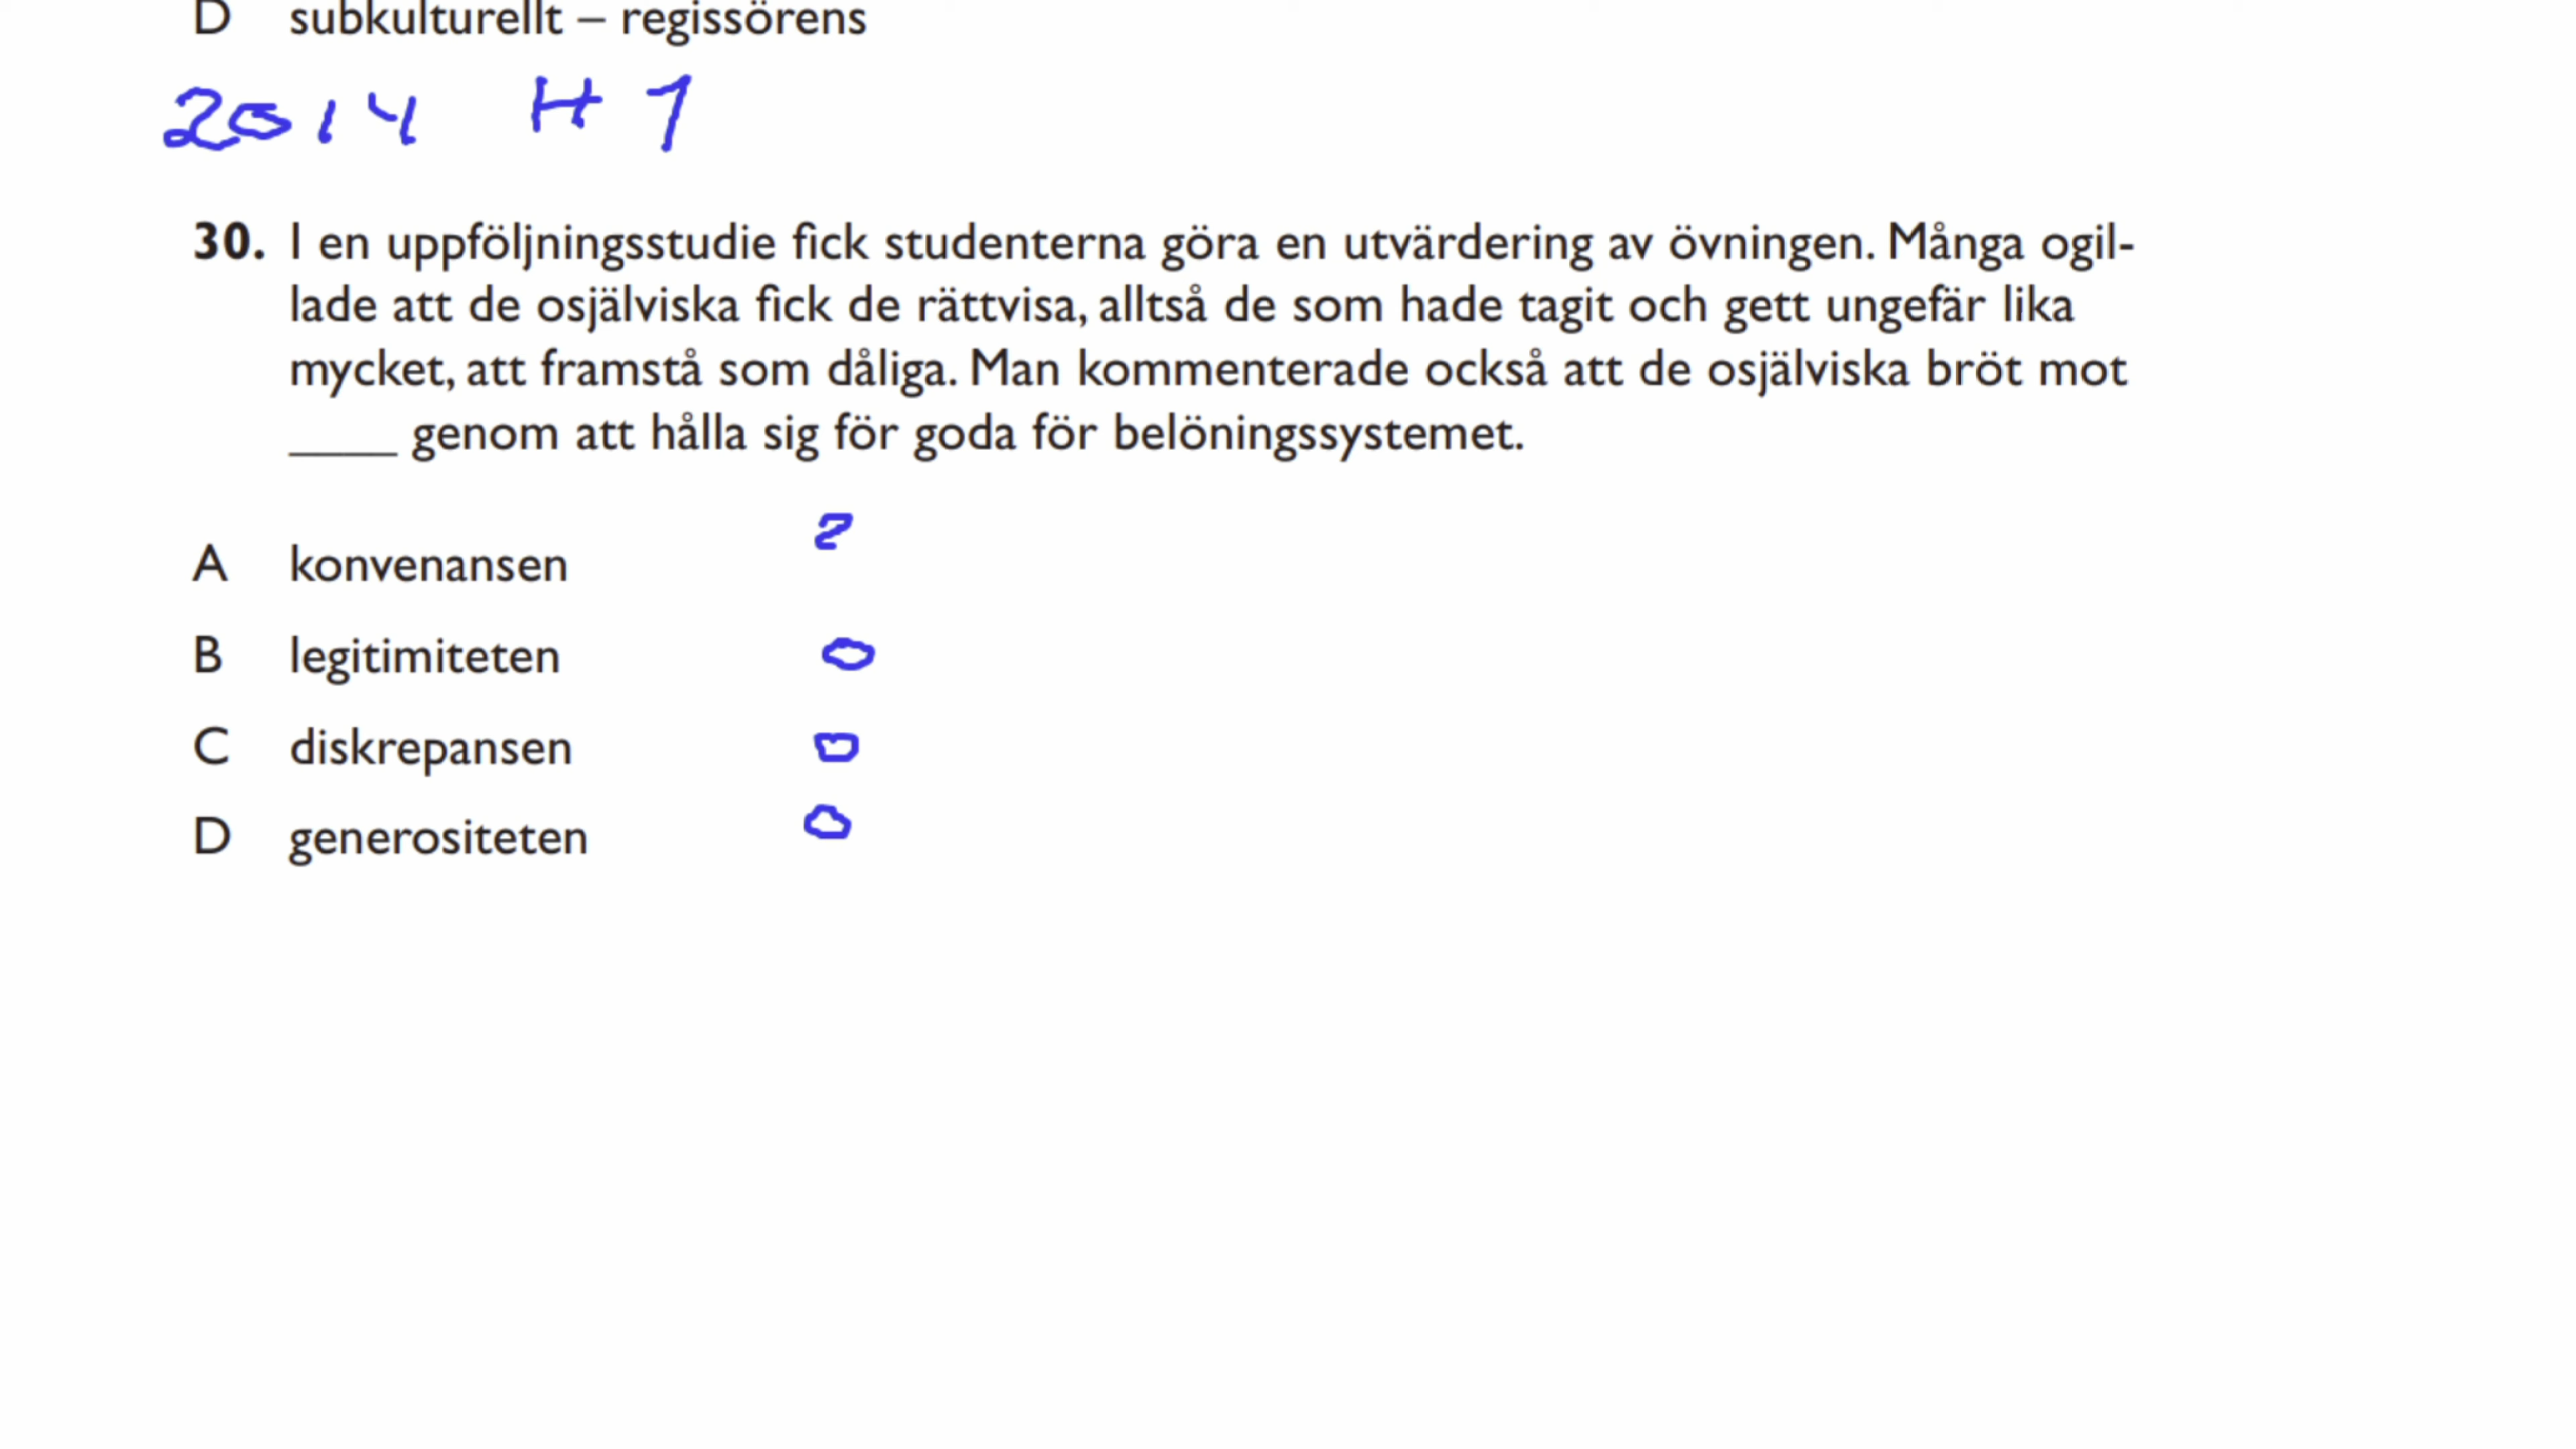 D subkulturellt – regissörens
2014 H1
30. I en uppföljningsstudie fick studenterna göra en utvärdering av övningen. Många ogil-
lade att de osjälviska fick de rättvisa, alltså de som hade tagit och gett ungefär lika
mycket, att framstå som dåliga. Man kommenterade också att de osjälviska bröt mot
____ genom att hålla sig för goda för belöningssystemet.
A konvenansen
B legitimiteten
C diskrepansen
D generositeten